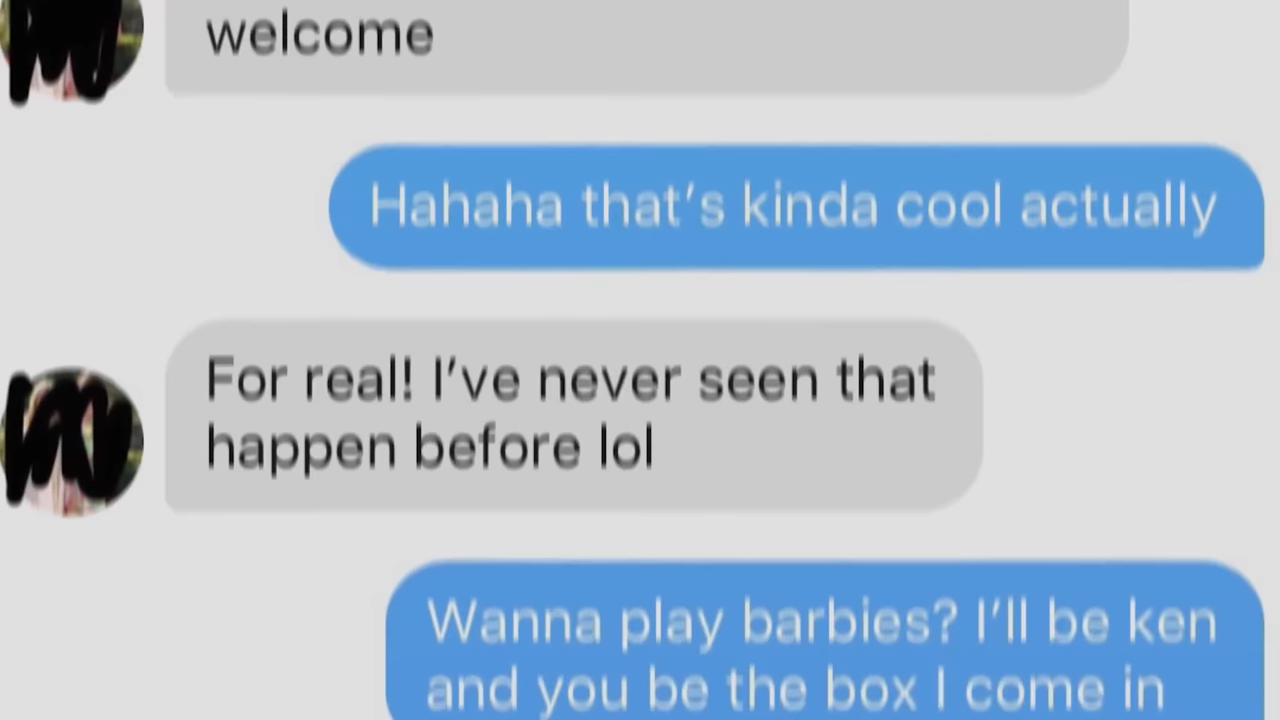 welcome
Hahaha that's kinda cool actually
For real! I've never seen that
happen before lol
Wanna play barbies? I'll be ken
and you be the box I come in